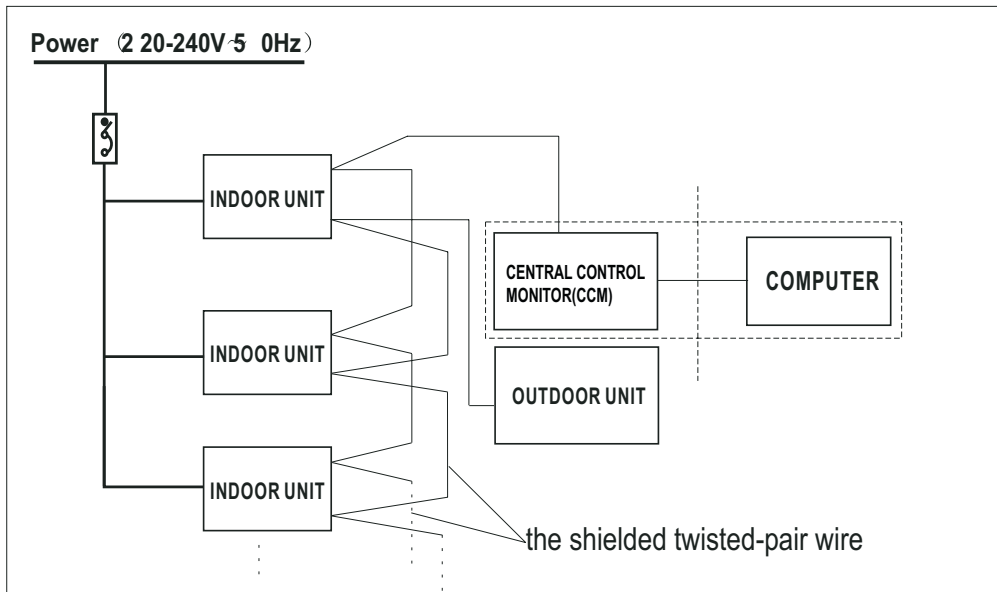 Power (2 20-240V~5 0Hz)
INDOOR UNIT
CENTRAL CONTROL
MONITOR(CCM)
COMPUTER
INDOOR UNIT
OUTDOOR UNIT
INDOOR UNIT
the shielded twisted-pair wire